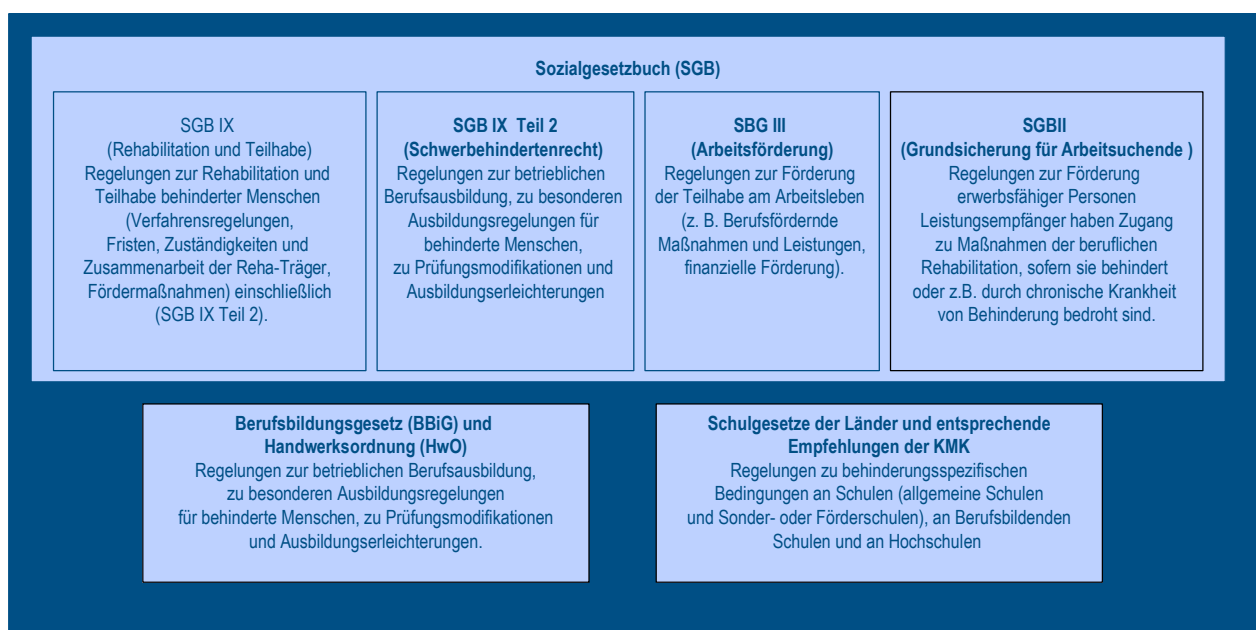 Sozialgesetzbuch (SGB)
SGB IX
(Rehabilitation und Teilhabe)
Regelungen zur Rehabilitation und
Teilhabe behinderter Menschen
(Verfahrensregelungen,
Fristen, Zuständigkeiten und
Zusammenarbeit der Reha-Träger,
Fördermaßnahmen) einschließlich
(SGB IX Teil 2).
SGB IX Teil 2
(Schwerbehindertenrecht)
Regelungen zur betrieblichen
Berufsausbildung, zu besonderen
Ausbildungsregelungen für
behinderte Menschen,
zu Prüfungsmodifikationen und
Ausbildungserleichterungen
SBG III
(Arbeitsförderung)
Regelungen zur Förderung
der Teilhabe am Arbeitsleben
(z. B. Berufsfördernde
Maßnahmen und Leistungen,
finanzielle Förderung).
SGBII
(Grundsicherung für Arbeitsuchende )
Regelungen zur Förderung
erwerbsfähiger Personen
Leistungsempfänger haben Zugang
zu Maßnahmen der beruflichen
Rehabilitation, sofern sie behindert
oder z.B. durch chronische Krankheit
von Behinderung bedroht sind.
Berufsbildungsgesetz (BBiG) und
Handwerksordnung (HwO)
Regelungen zur betrieblichen Berufsausbildung,
zu besonderen Ausbildungsregelungen
für behinderte Menschen, zu Prüfungsmodifikationen
und Ausbildungserleichterungen.
Schulgesetze der Länder und entsprechende
Empfehlungen der KMK
Regelungen zu behinderungsspezifischen
Bedingungen an Schulen (allgemeine Schulen
und Sonder- oder Förderschulen), an Berufsbildenden
Schulen und an Hochschulen